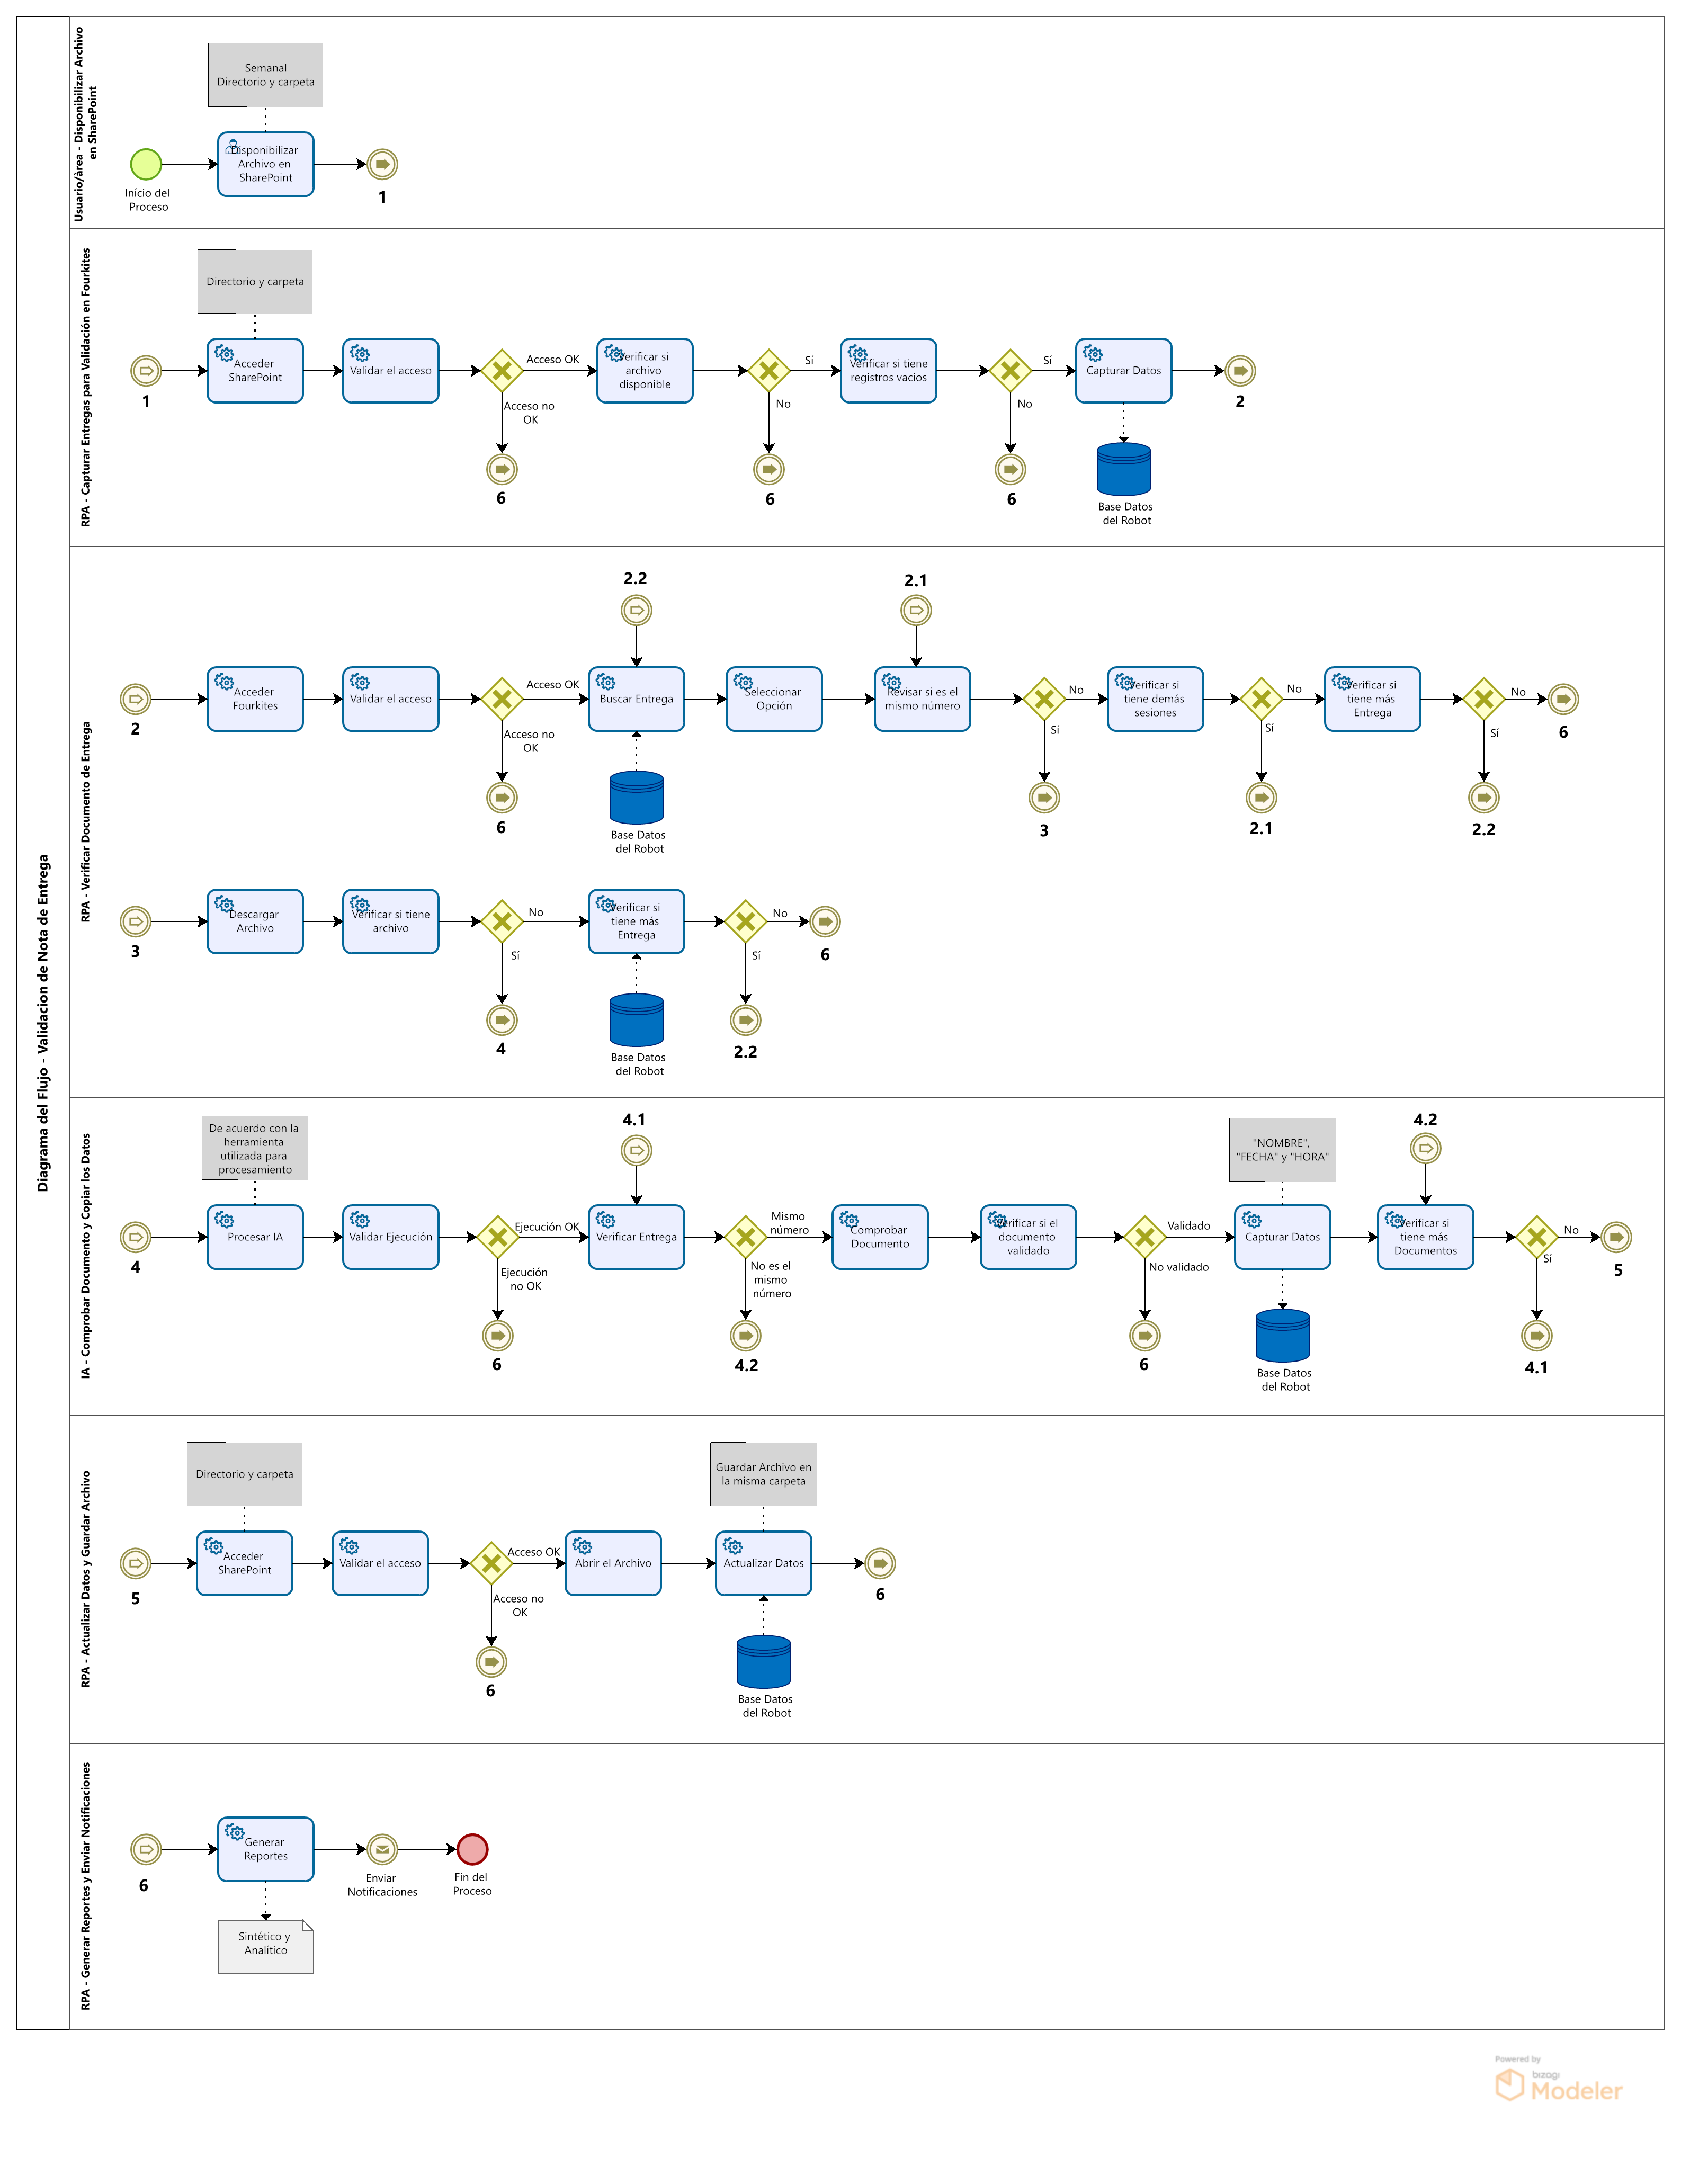 Diagrama del Flujo - Validacion de Nota de Entrega
Usuario/àrea - Disponibilizar Archivo
en SharePoint
Semanal
Directorio y carpeta
Disponibilizar
Archivo en
SharePoint
Início del
Proceso
1
RPA - Capturar Entregas para Validación en Fourkites
Directorio y carpeta
1
Acceder
SharePoint
Validar el acceso
Acceso OK
Acceso no
OK
6
Verificar si
archivo
disponible
Sí
No
6
Verificar si tiene
registros vacios
Sí
No
6
Capturar Datos
2
Base Datos
del Robot
RPA - Verificar Documento de Entrega
2.2
2.1
2
Acceder
Fourkites
Validar el acceso
Acceso OK
Acceso no
OK
6
Buscar Entrega
Base Datos
del Robot
Seleccionar
Opción
Revisar si es el
mismo número
No
Sí
3
Verificar si
tiene demás
sesiones
No
Sí
2.1
Verificar si
tiene más
Entrega
No
Sí
2.2
6
3
Descargar
Archivo
Verificar si tiene
archivo
No
Sí
4
Verificar si
tiene más
Entrega
Base Datos
del Robot
No
Sí
2.2
6
IA - Comprobar Documento y Copiar los Datos
De acuerdo con la
herramienta
utilizada para
procesamiento
4.1
"NOMBRE",
"FECHA" y "HORA"
4.2
4
Procesar IA
Validar Ejecución
Ejecución OK
Ejecución
no OK
6
Verificar Entrega
Mismo
número
No es el
mismo
número
4.2
Comprobar
Documento
Verificar si el
documento
validado
Validado
No validado
6
Capturar Datos
Base Datos
del Robot
Verificar si
tiene más
Documentos
No
Sí
4.1
5
RPA - Actualizar Datos y Guardar Archivo
Directorio y carpeta
Guardar Archivo en
la misma carpeta
5
Acceder
SharePoint
Validar el acceso
Acceso OK
Acceso no
OK
6
Abrir el Archivo
Actualizar Datos
6
Base Datos
del Robot
RPA - Generar Reportes y Enviar Notificaciones
6
Generar
Reportes
Enviar
Notificaciones
Fin del
Proceso
Sintético y
Analítico
Powered by
bizagi
Modeler